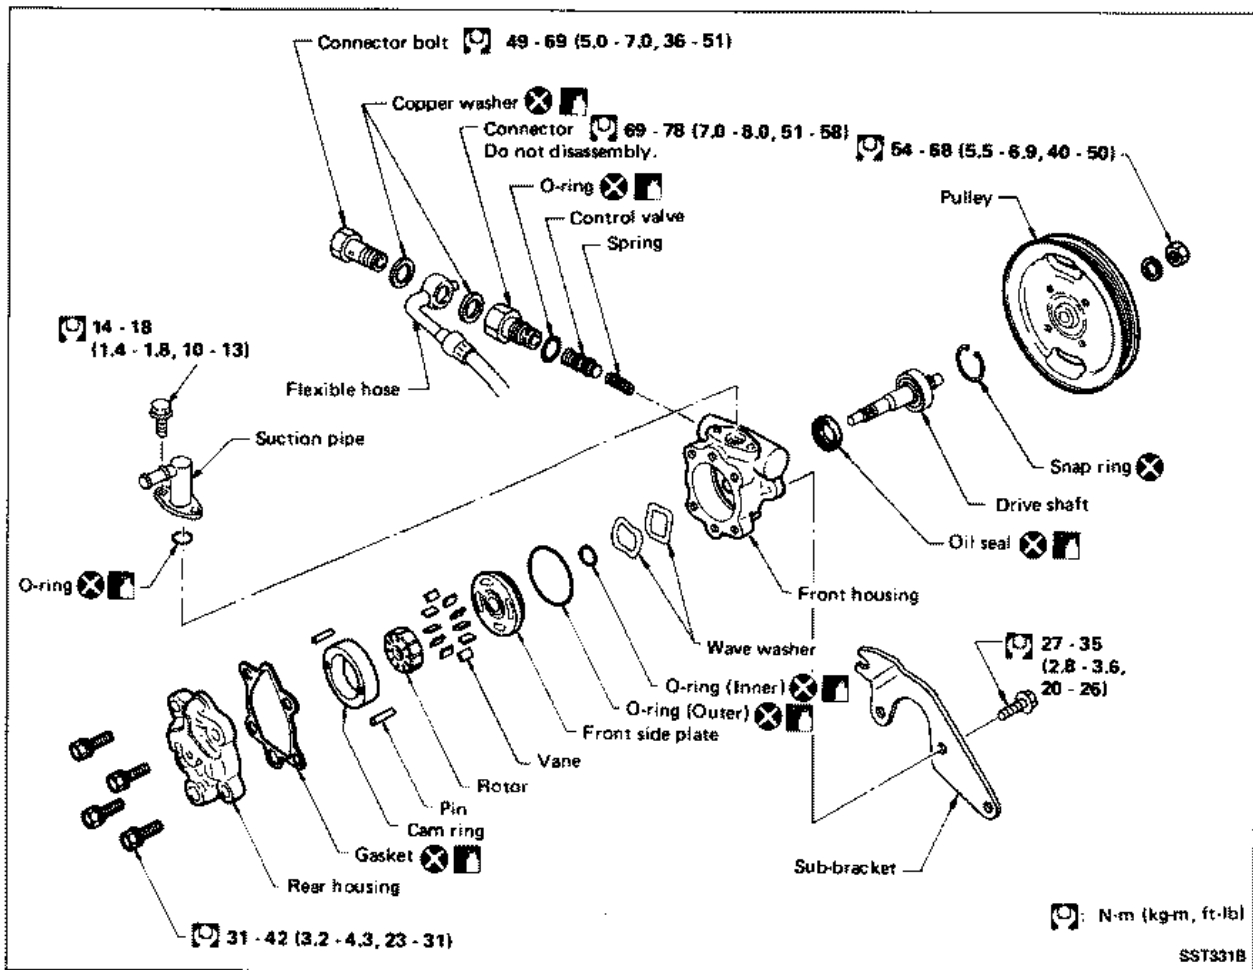 Connector bolt 49 - 69 (5.0 - 7.0, 36 - 51)
Copper washer
Connector 69 - 78 (7.0 - 8.0, 51 - 58)
Do not disassembly.
54 - 68 (5.5 - 6.9, 40 - 50)
O-ring
Pulley
Control valve
Spring
14 - 18
(1.4 - 1.8, 10 - 13)
Flexible hose
Suction pipe
Snap ring
Drive shaft
Oil seal
O-ring
Front housing
Wave washer
27 - 35
(2.8 - 3.6,
20 - 26)
O-ring (Inner)
O-ring (Outer)
Front side plate
Vane
Rotor
Pin
Cam ring
Gasket
Rear housing
Sub-bracket
31 - 42 (3.2 - 4.3, 23 - 31)
: N·m (kg-m, ft-lb)
SST331B